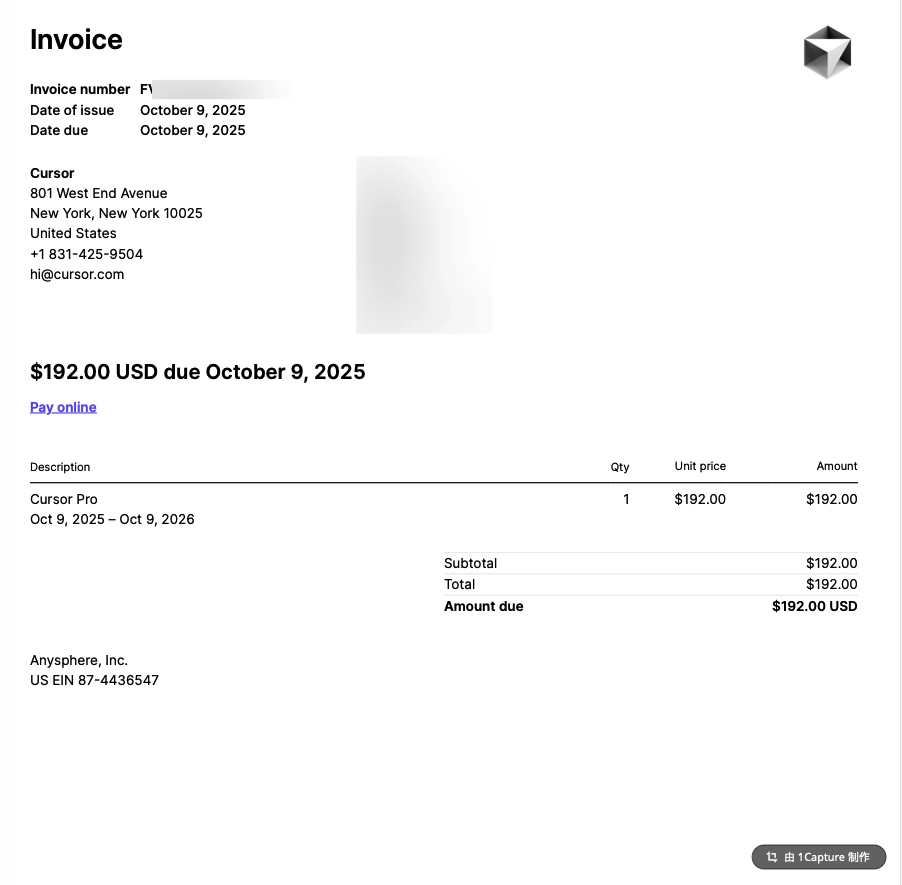 Invoice
Invoice number
Date of issue October 9, 2025
Date due October 9, 2025
Cursor
801 West End Avenue
New York, New York 10025
United States
+1 831-425-9504
hi@cursor.com
$192.00 USD due October 9, 2025
Pay online
Description Qty Unit price Amount
Cursor Pro 1 $192.00 $192.00
Oct 9, 2025 – Oct 9, 2026
Subtotal $192.00
Total $192.00
Amount due $192.00 USD
Anysphere, Inc.
US EIN 87-4436547
由 1Capture 制作